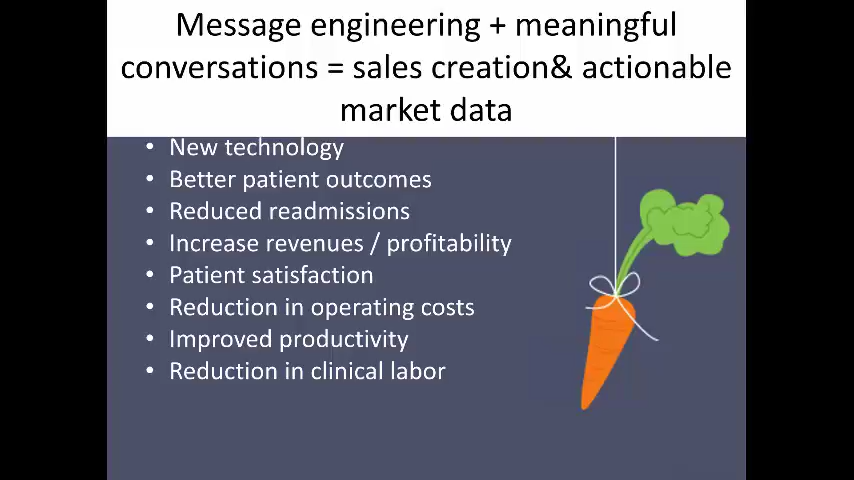 Message engineering + meaningful
conversations = sales creation& actionable
market data
• New technology
• Better patient outcomes
• Reduced readmissions
• Increase revenues / profitability
• Patient satisfaction
• Reduction in operating costs
• Improved productivity
• Reduction in clinical labor